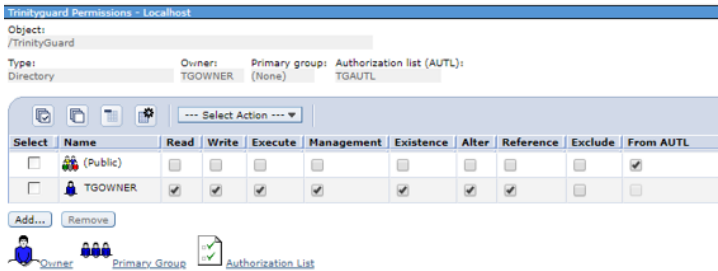 Trinityguard Permissions - Localhost
Object:
/TrinityGuard
Type: Owner: Primary group: Authorization list (AUTL):
Directory TGOWNER (None) TGAUTL
--- Select Action ---
Select Name Read Write Execute Management Existence Alter Reference Exclude From AUTL
(Public)
TGOWNER
Add... Remove
Owner Primary Group Authorization List